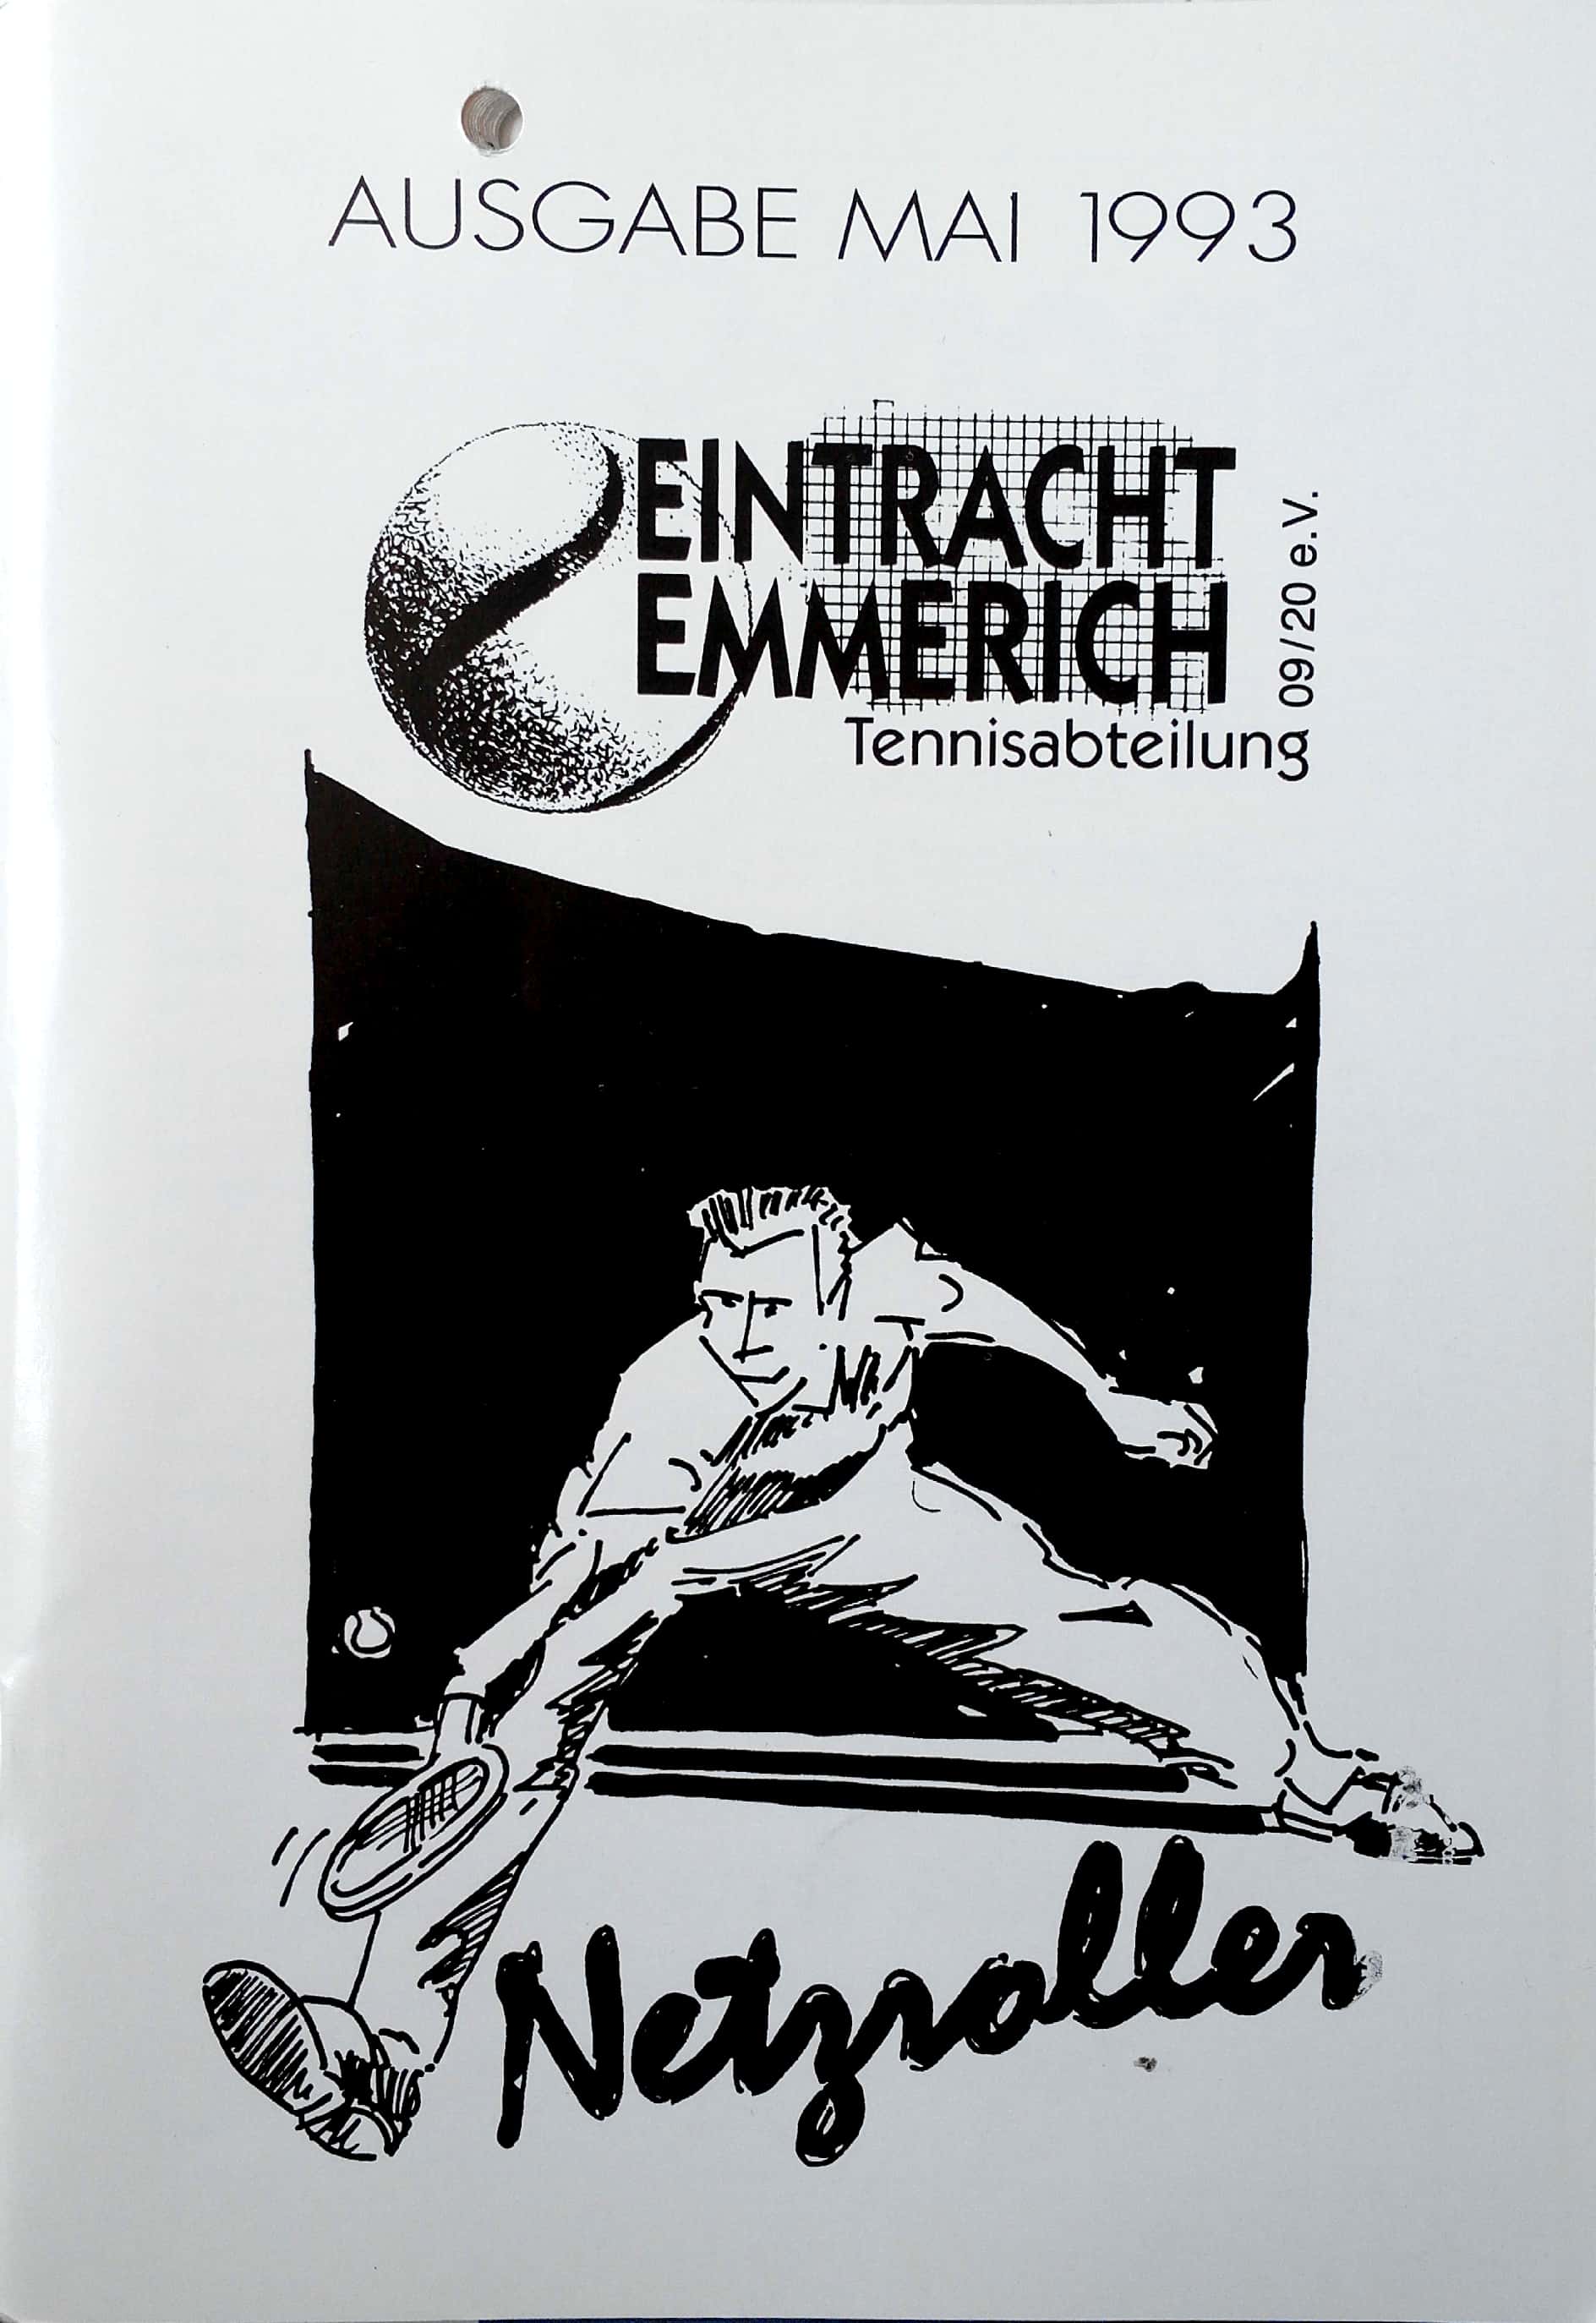 AUSGABE MAI 1993
EINTRACHT
EMMERICH
09/20 e.V.
Tennisabteilung
Netzroller